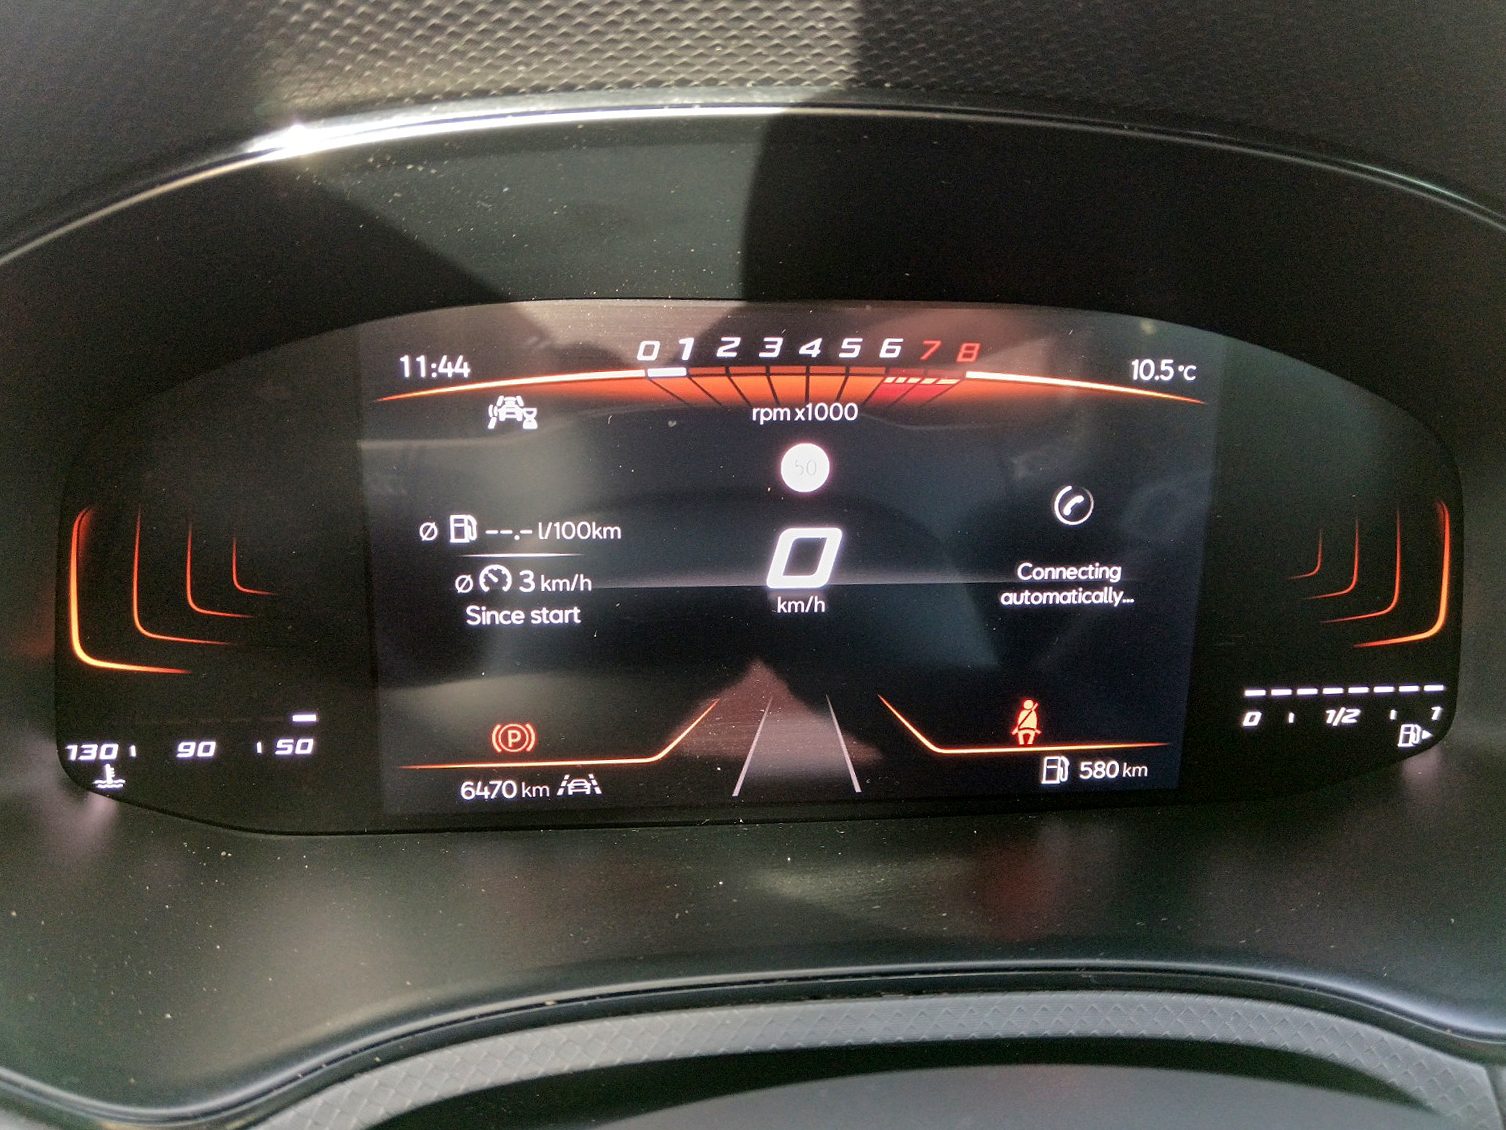 11:44
0 1 2 3 4 5 6 7 8
10.5 °C
rpm x1000
50
Ø --.- l/100km
Ø 3 km/h
Since start
0
km/h
Connecting
automatically...
130 90 50
P
0 1/2 1
6470 km
580 km